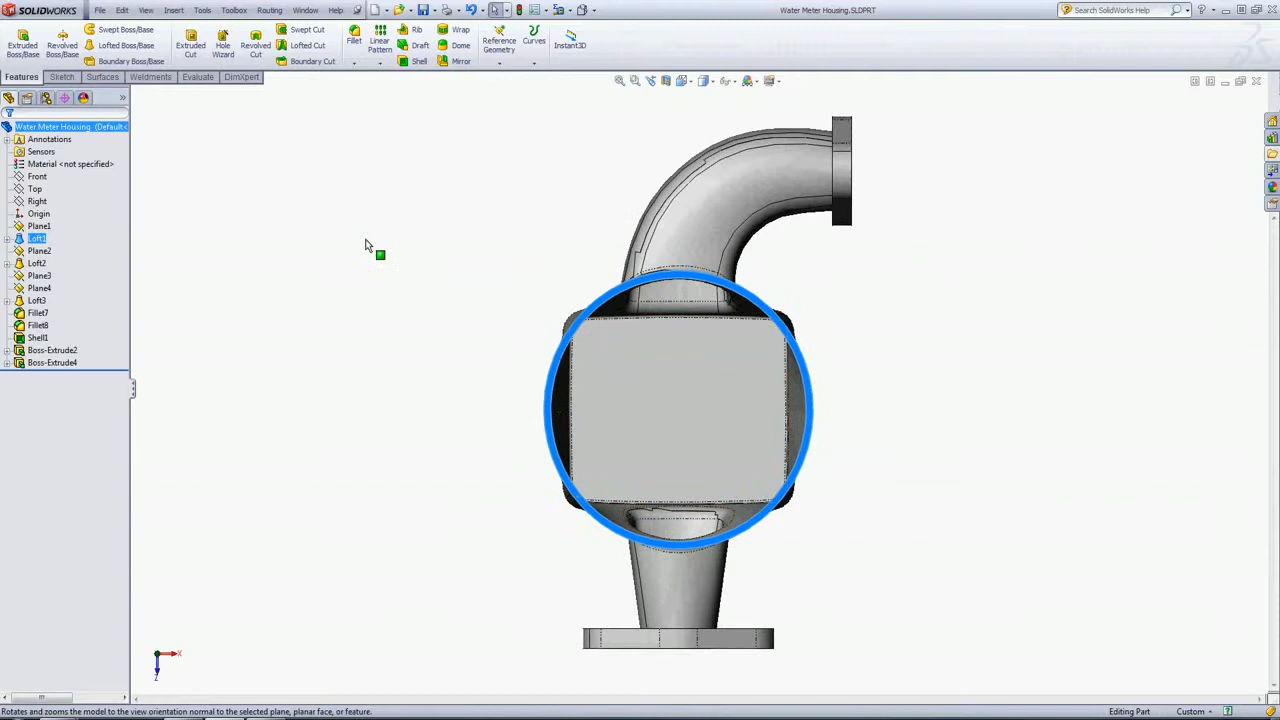 SOLIDWORKS File Edit View Insert Tools Toolbox Routing Window Help Water Meter Housing.SLDPRT Search SolidWorks
Extruded Boss/Base
Revolved Boss/Base
Swept Boss/Base
Lofted Boss/Base
Boundary Boss/Base
Extruded Cut
Hole Wizard
Revolved Cut
Swept Cut
Lofted Cut
Boundary Cut
Fillet
Linear Pattern
Rib
Draft
Shell
Wrap
Dome
Mirror
Reference Geometry
Curves
Instant3D
Features Sketch Surfaces Weldments Evaluate DimXpert
Water Meter Housing (Default<
Annotations
Sensors
Material <not specified>
Front
Top
Right
Origin
Plane1
Loft1
Plane2
Loft2
Plane3
Plane4
Loft3
Fillet7
Fillet8
Shell1
Boss-Extrude2
Boss-Extrude4
X
Z
Rotates and zooms the model to the view orientation normal to the selected plane, planar face, or feature. Editing Part Custom